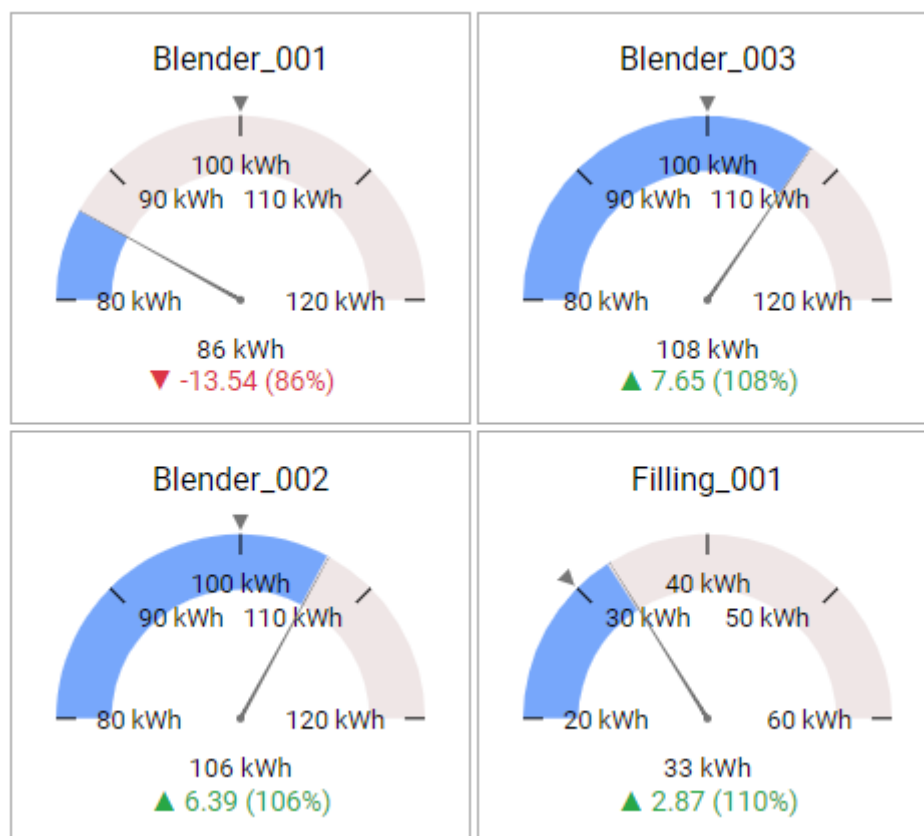 Blender_001
100 kWh
90 kWh 110 kWh
80 kWh 120 kWh
86 kWh
▼ -13.54 (86%)
Blender_003
100 kWh
90 kWh 110 kWh
80 kWh 120 kWh
108 kWh
▲ 7.65 (108%)
Blender_002
100 kWh
90 kWh 110 kWh
80 kWh 120 kWh
106 kWh
▲ 6.39 (106%)
Filling_001
40 kWh
30 kWh 50 kWh
20 kWh 60 kWh
33 kWh
▲ 2.87 (110%)